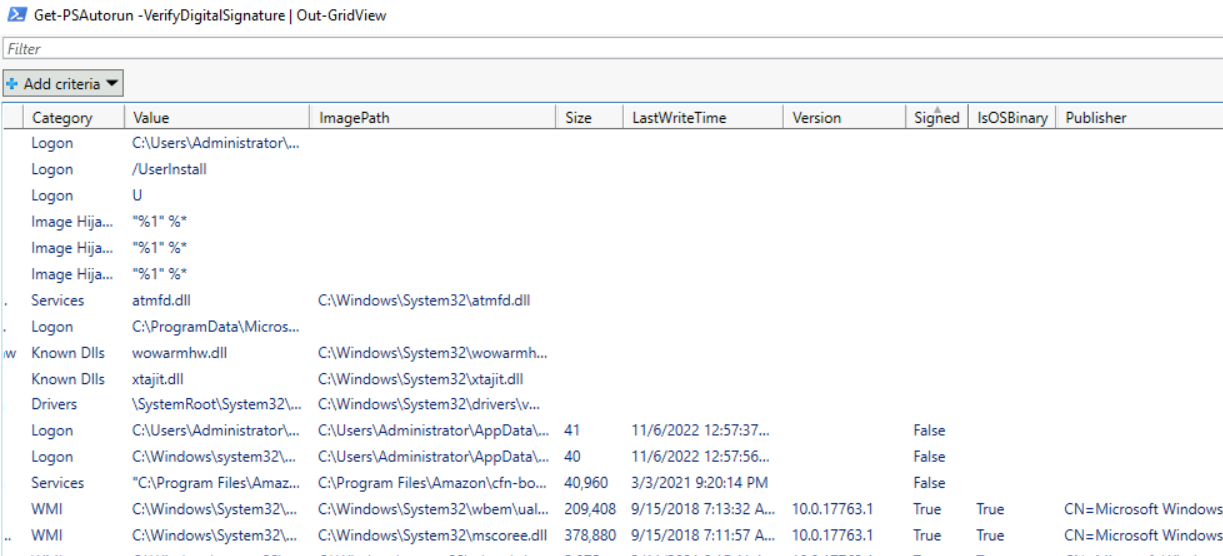 Get-PSAutorun -VerifyDigitalSignature | Out-GridView
Filter
Add criteria
Category Value ImagePath Size LastWriteTime Version Signed IsOSBinary Publisher
Logon C:\Users\Administrator\...
Logon /UserInstall
Logon U
Image Hija... "%1" %*
Image Hija... "%1" %*
Image Hija... "%1" %*
. Services atmfd.dll C:\Windows\System32\atmfd.dll
. Logon C:\ProgramData\Micros...
w Known Dlls wowarmhw.dll C:\Windows\System32\wowarmh...
Known Dlls xtajit.dll C:\Windows\System32\xtajit.dll
Drivers \SystemRoot\System32\... C:\Windows\System32\drivers\v...
Logon C:\Users\Administrator\... C:\Users\Administrator\AppData\... 41 11/6/2022 12:57:37... False
Logon C:\Windows\system32\... C:\Users\Administrator\AppData\... 40 11/6/2022 12:57:56... False
Services "C:\Program Files\Amaz... C:\Program Files\Amazon\cfn-bo... 40,960 3/3/2021 9:20:14 PM False
WMI C:\Windows\System32\... C:\Windows\System32\wbem\ual... 209,408 9/15/2018 7:13:32 A... 10.0.17763.1 True True CN=Microsoft Windows
.. WMI C:\Windows\System32\... C:\Windows\System32\mscoree.dll 378,880 9/15/2018 7:11:57 A... 10.0.17763.1 True True CN=Microsoft Windows